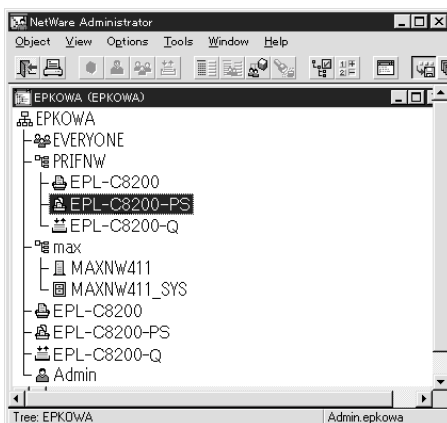 NetWare Administrator
Object View Options Tools Window Help
EPKOWA (EPKOWA)
EPKOWA
EVERYONE
PRIFNW
EPL-C8200
EPL-C8200-PS
EPL-C8200-Q
max
MAXNW411
MAXNW411_SYS
EPL-C8200
EPL-C8200-PS
EPL-C8200-Q
Admin
Tree: EPKOWA Admin.epkowa